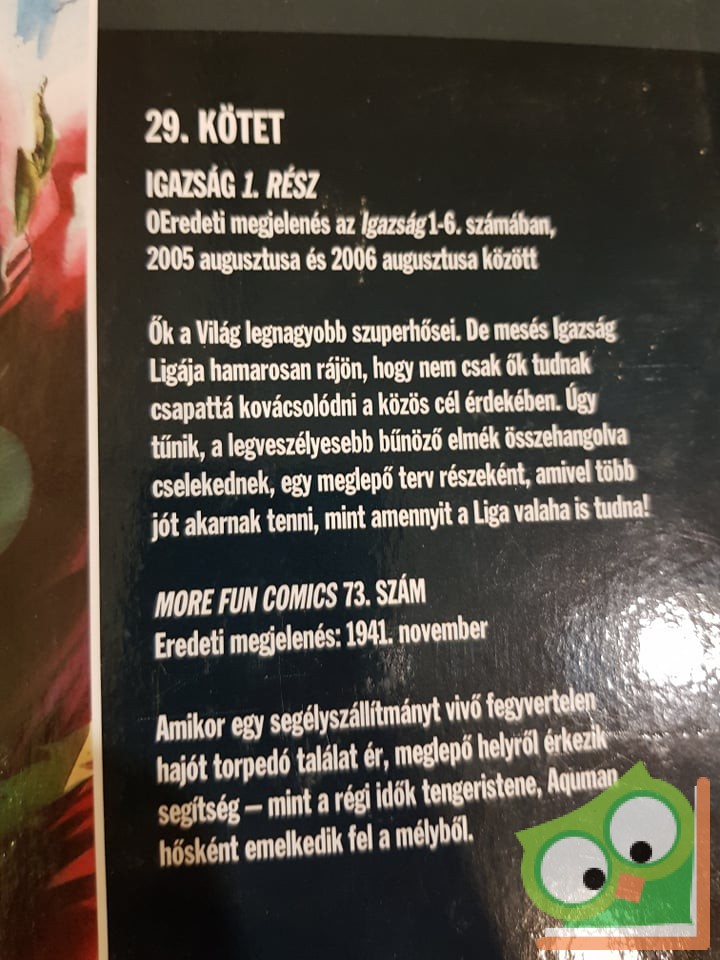 29. KÖTET
IGAZSÁG 1. RÉSZ
0Eredeti megjelenés az Igazság 1-6. számában,
2005 augusztusa és 2006 augusztusa között
Ők a Világ legnagyobb szuperhősei. De mesés Igazság
Ligája hamarosan rájön, hogy nem csak ők tudnak
csapattá kovácsolódni a közös cél érdekében. Úgy
tűnik, a legveszélyesebb bűnöző elmék összehangolva
cselekednek, egy meglepő terv részeként, amivel több
jót akarnak tenni, mint amennyit a Liga valaha is tudna!
MORE FUN COMICS 73. SZÁM
Eredeti megjelenés: 1941. november
Amikor egy segélyszállítmányt vivő fegyvertelen
hajót torpedó találat ér, meglepő helyről érkezik
segítség – mint a régi idők tengeristene, Aquman
hősként emelkedik fel a mélyből.